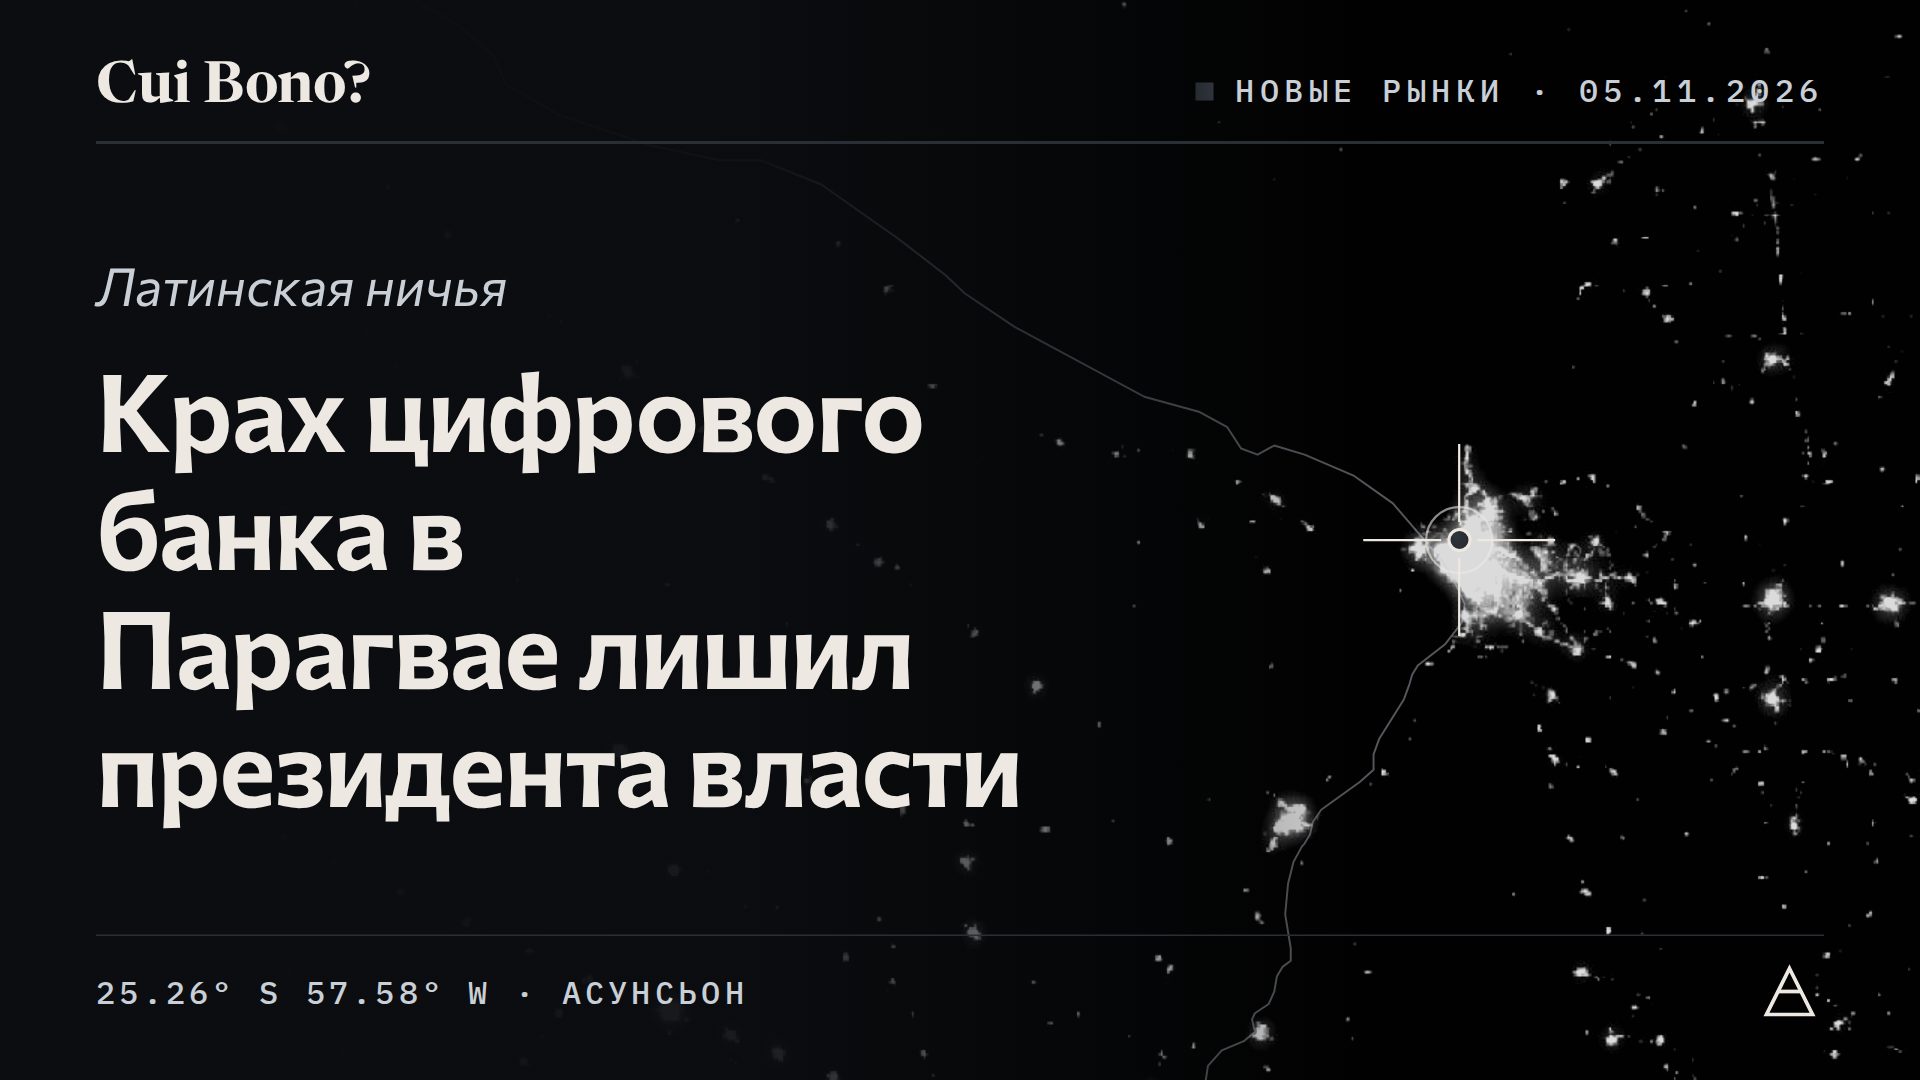 Cui Bono?
НОВЫЕ РЫНКИ · 05.11.2026
Латинская ничья
Крах цифрового
банка в
Парагвае лишил
президента власти
25.26° S 57.58° W · АСУНСЬОН